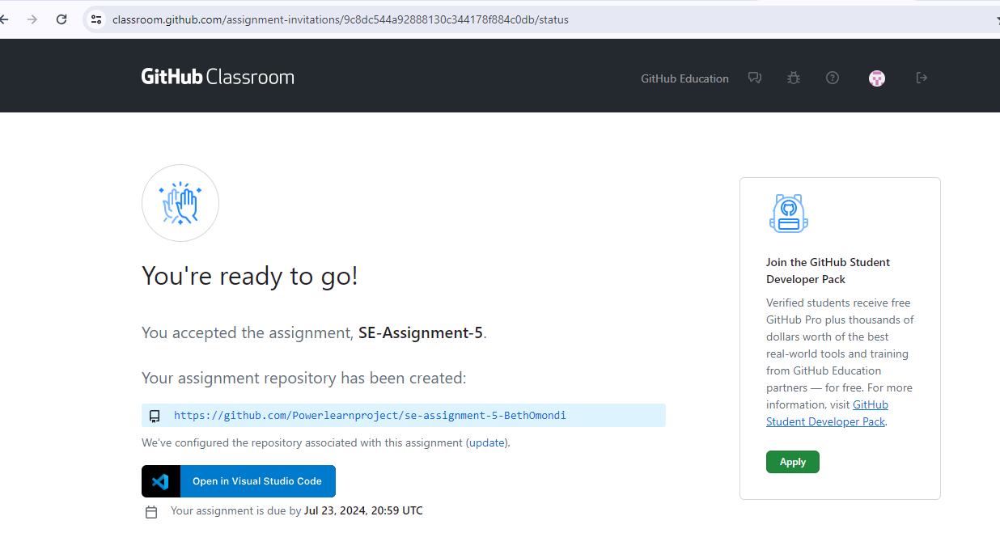 classroom.github.com/assignment-invitations/9c8dc544a92888130c344178f884c0db/status
GitHub Classroom
GitHub Education
You're ready to go!
You accepted the assignment, SE-Assignment-5.
Your assignment repository has been created:
https://github.com/Powerlearnproject/se-assignment-5-BethOmondi
We've configured the repository associated with this assignment (update).
Open in Visual Studio Code
Your assignment is due by Jul 23, 2024, 20:59 UTC
Join the GitHub Student
Developer Pack
Verified students receive free
GitHub Pro plus thousands of
dollars worth of the best
real-world tools and training
from GitHub Education
partners — for free. For more
information, visit GitHub
Student Developer Pack.
Apply